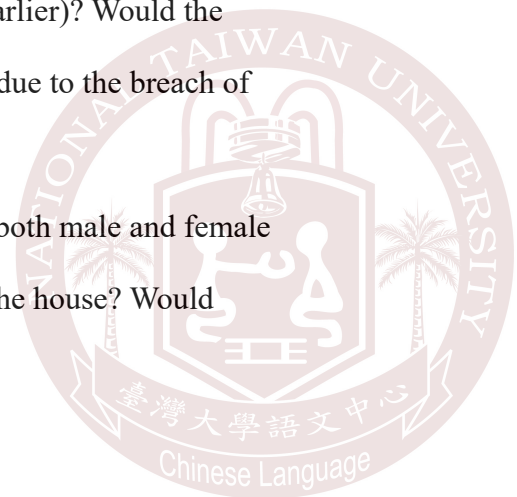 arlier)? Would the
due to the breach of
both male and female
he house? Would
NATIONAL TAIWAN UNIVERSITY
臺灣大學語文中心
Chinese Language